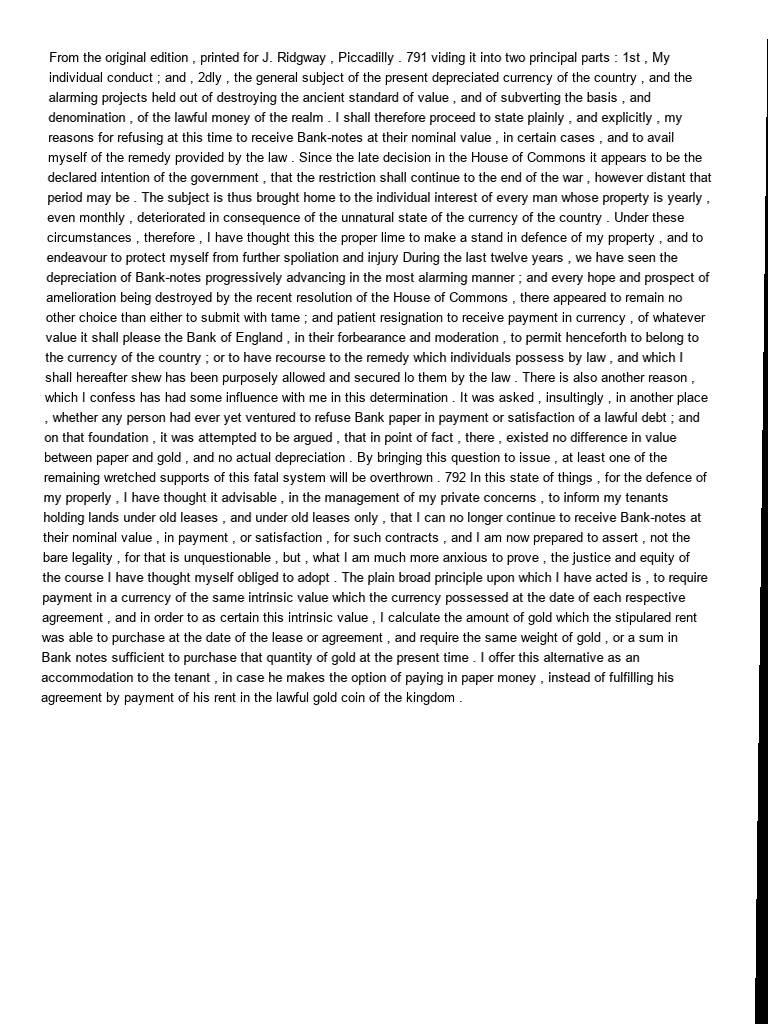 From the original edition , printed for J. Ridgway , Piccadilly . 791 viding it into two principal parts : 1st , My
individual conduct ; and , 2dly , the general subject of the present depreciated currency of the country , and the
alarming projects held out of destroying the ancient standard of value , and of subverting the basis , and
denomination , of the lawful money of the realm . I shall therefore proceed to state plainly , and explicitly , my
reasons for refusing at this time to receive Bank-notes at their nominal value , in certain cases , and to avail
myself of the remedy provided by the law . Since the late decision in the House of Commons it appears to be the
declared intention of the government , that the restriction shall continue to the end of the war , however distant that
period may be . The subject is thus brought home to the individual interest of every man whose property is yearly ,
even monthly , deteriorated in consequence of the unnatural state of the currency of the country . Under these
circumstances , therefore , I have thought this the proper lime to make a stand in defence of my property , and to
endeavour to protect myself from further spoliation and injury During the last twelve years , we have seen the
depreciation of Bank-notes progressively advancing in the most alarming manner ; and every hope and prospect of
amelioration being destroyed by the recent resolution of the House of Commons , there appeared to remain no
other choice than either to submit with tame ; and patient resignation to receive payment in currency , of whatever
value it shall please the Bank of England , in their forbearance and moderation , to permit henceforth to belong to
the currency of the country ; or to have recourse to the remedy which individuals possess by law , and which I
shall hereafter shew has been purposely allowed and secured lo them by the law . There is also another reason ,
which I confess has had some influence with me in this determination . It was asked , insultingly , in another place
, whether any person had ever yet ventured to refuse Bank paper in payment or satisfaction of a lawful debt ; and
on that foundation , it was attempted to be argued , that in point of fact , there , existed no difference in value
between paper and gold , and no actual depreciation . By bringing this question to issue , at least one of the
remaining wretched supports of this fatal system will be overthrown . 792 In this state of things , for the defence of
my properly , I have thought it advisable , in the management of my private concerns , to inform my tenants
holding lands under old leases , and under old leases only , that I can no longer continue to receive Bank-notes at
their nominal value , in payment , or satisfaction , for such contracts , and I am now prepared to assert , not the
bare legality , for that is unquestionable , but , what I am much more anxious to prove , the justice and equity of
the course I have thought myself obliged to adopt . The plain broad principle upon which I have acted is , to require
payment in a currency of the same intrinsic value which the currency possessed at the date of each respective
agreement , and in order to as certain this intrinsic value , I calculate the amount of gold which the stipulared rent
was able to purchase at the date of the lease or agreement , and require the same weight of gold , or a sum in
Bank notes sufficient to purchase that quantity of gold at the present time . I offer this alternative as an
accommodation to the tenant , in case he makes the option of paying in paper money , instead of fulfilling his
agreement by payment of his rent in the lawful gold coin of the kingdom .